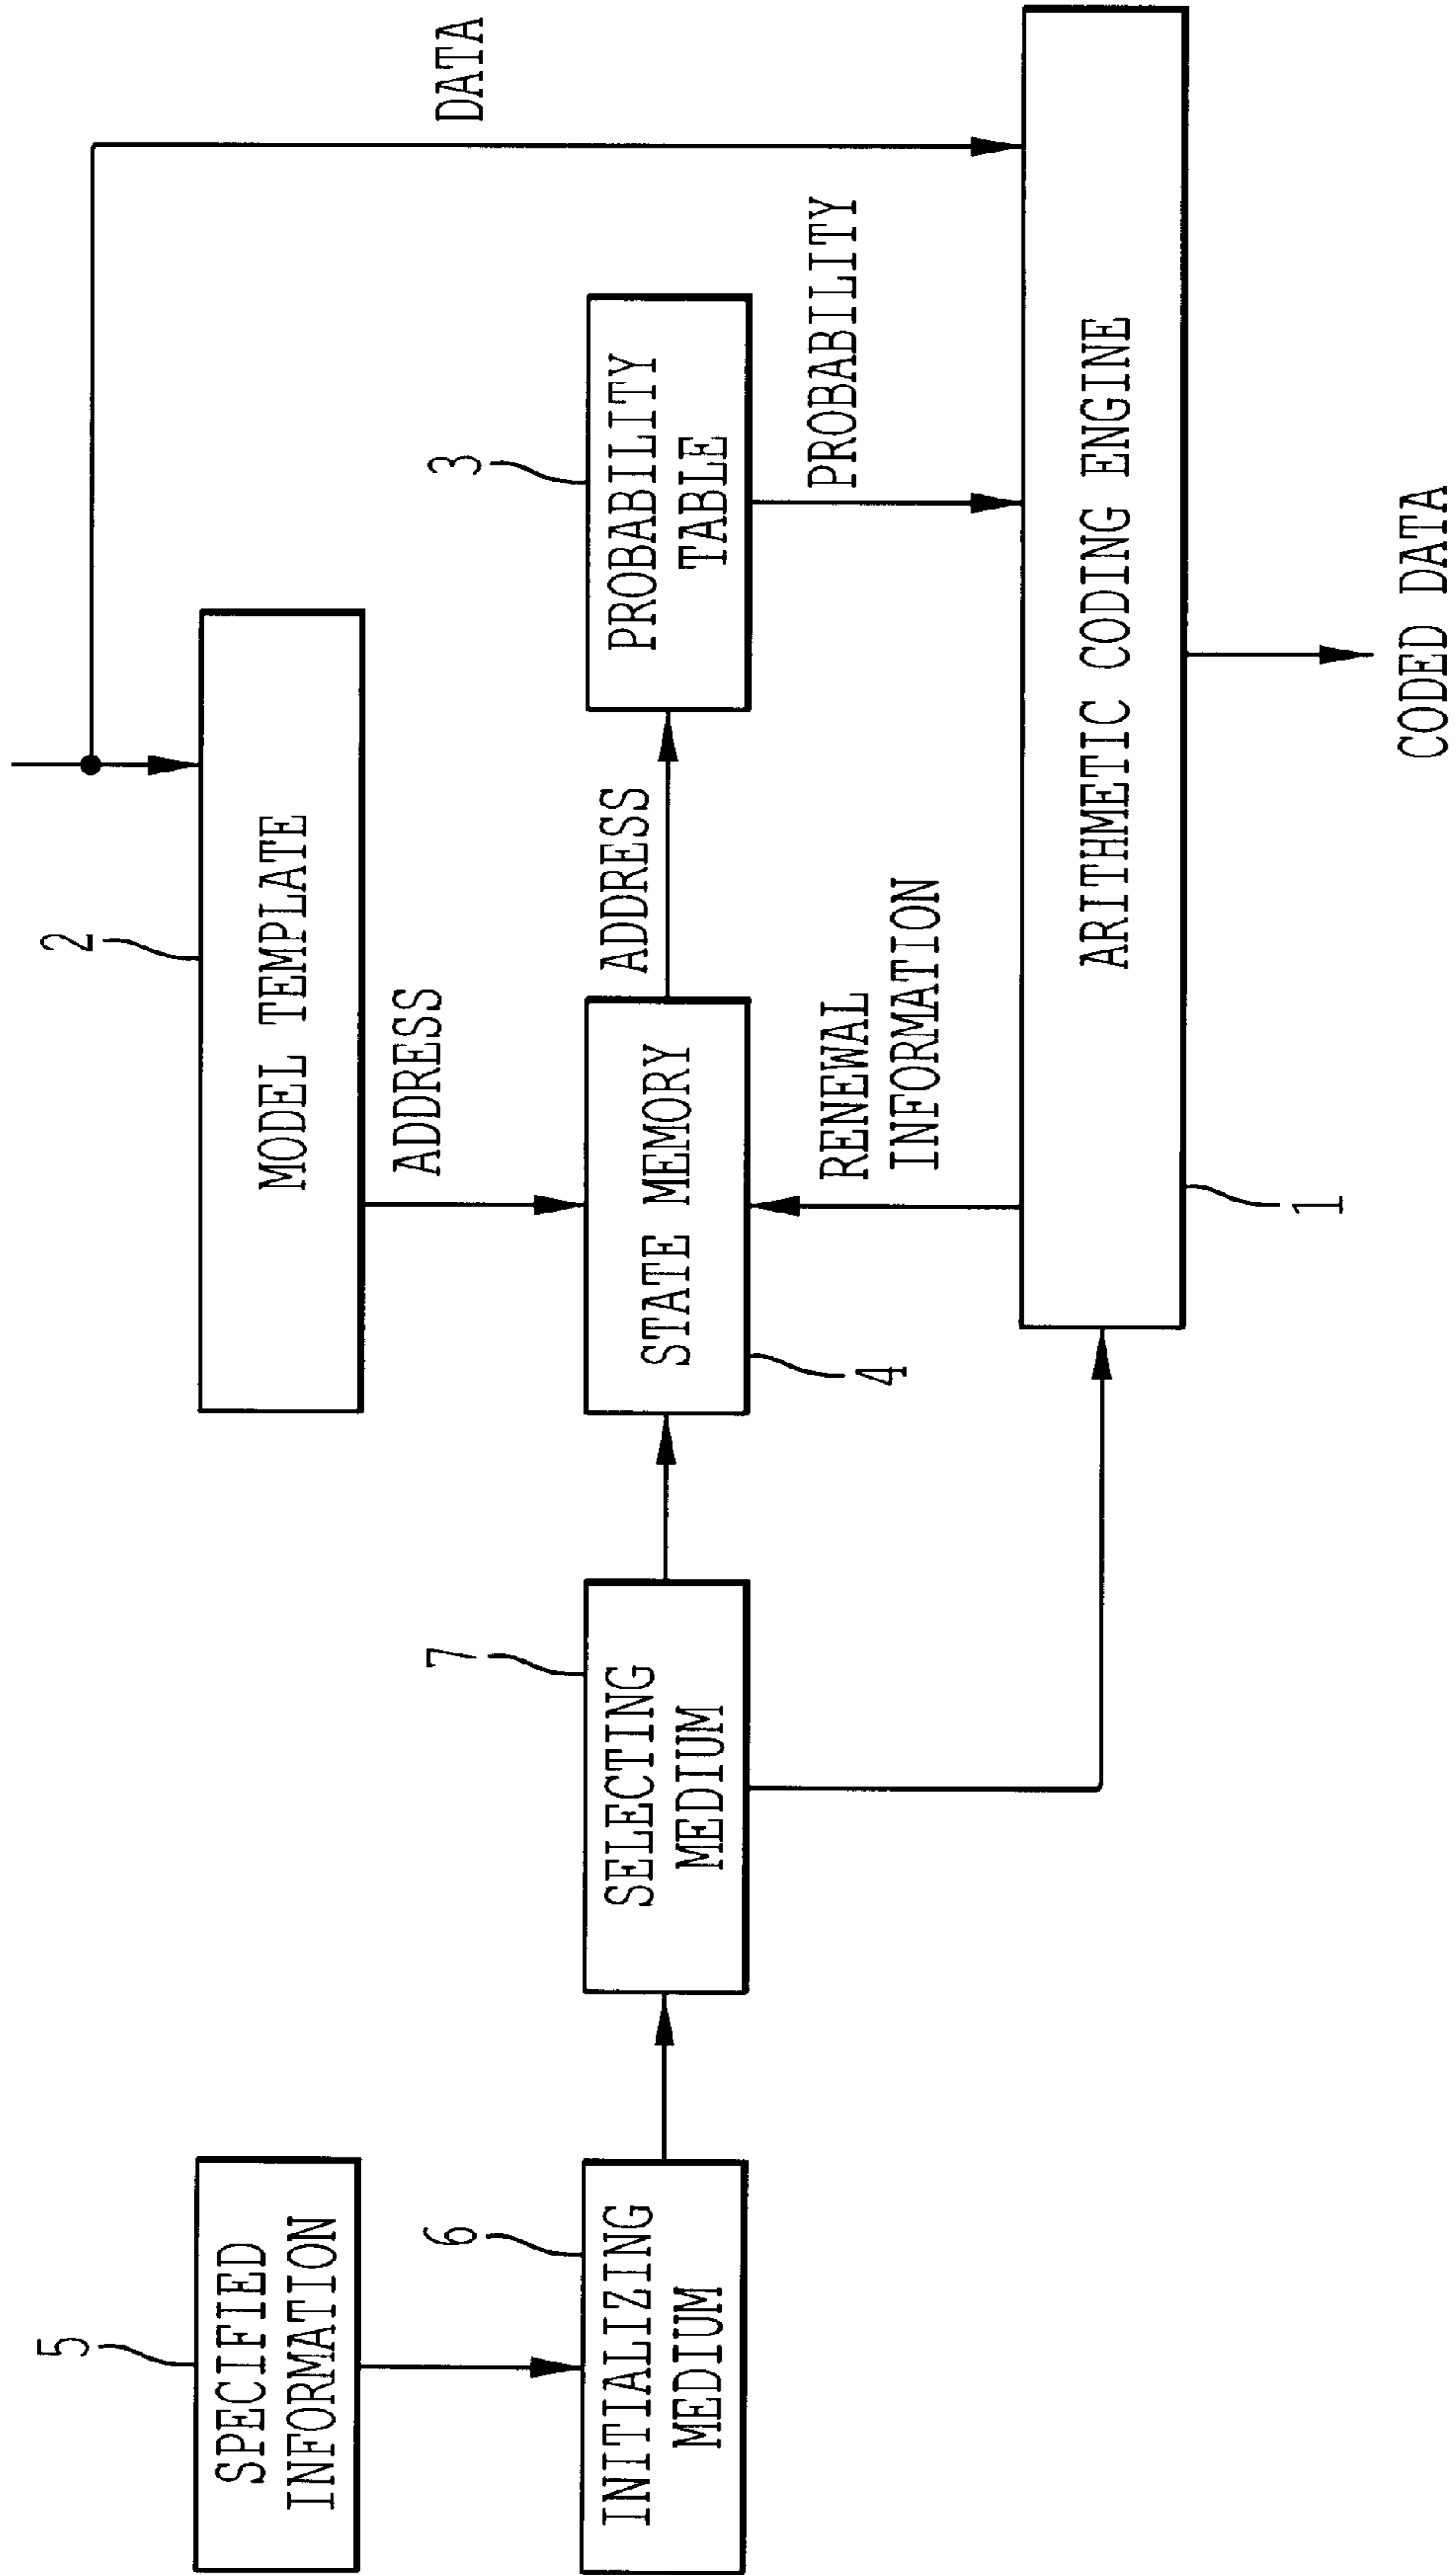 5
SPECIFIED
INFORMATION
2
MODEL TEMPLATE
DATA
ADDRESS
6
INITIALIZING
MEDIUM
7
SELECTING
MEDIUM
STATE MEMORY
4
ADDRESS
3
PROBABILITY
TABLE
RENEWAL
INFORMATION
PROBABILITY
ARITHMETIC CODING ENGINE
1
CODED DATA